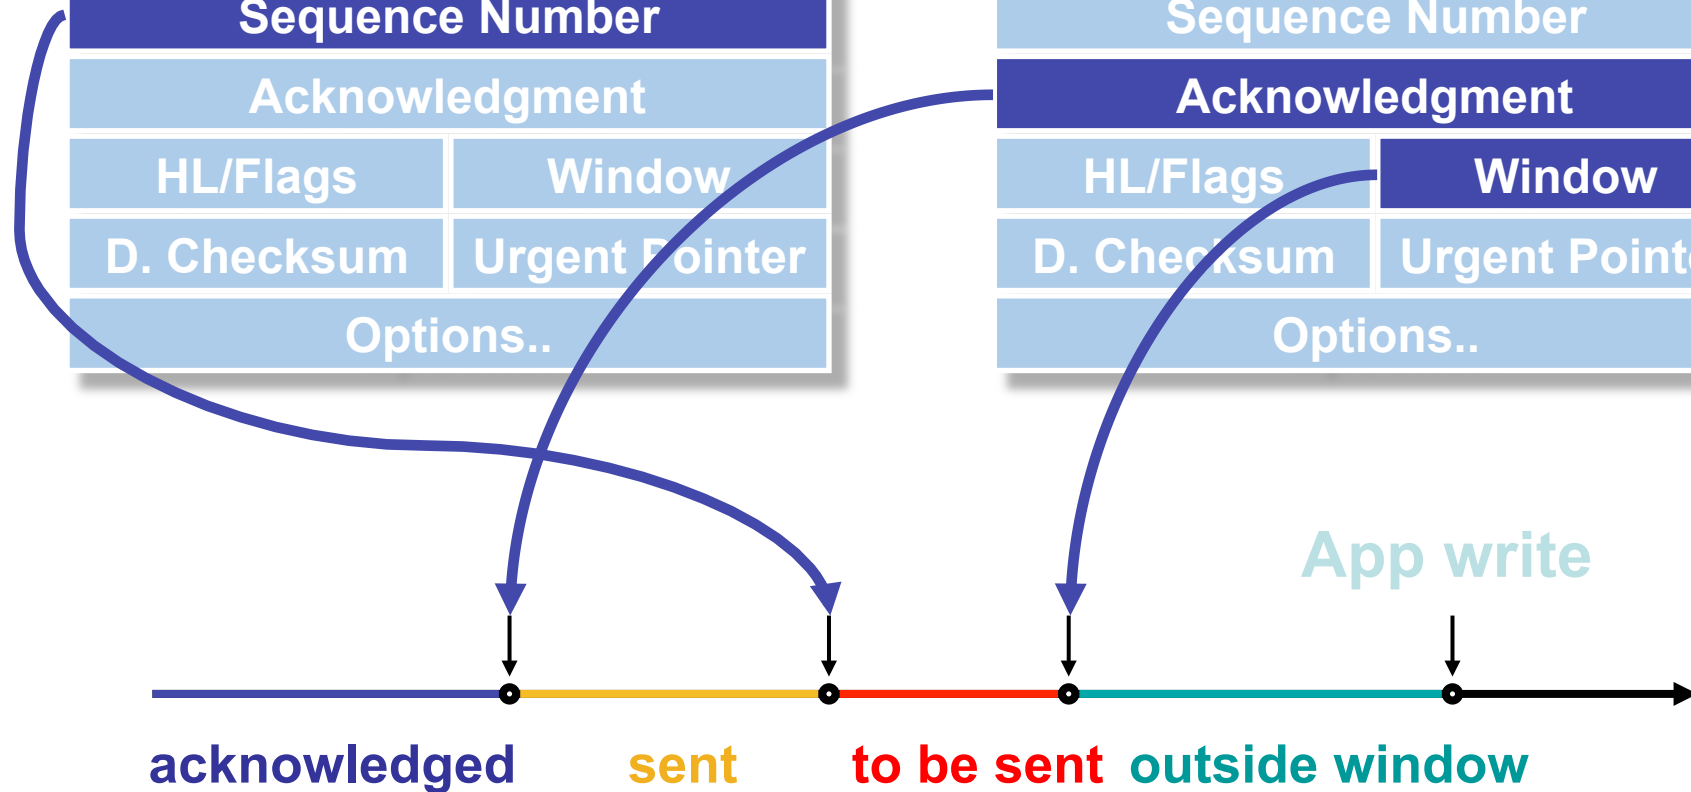 Sequence Number
Acknowledgment
HL/Flags Window
D. Checksum Urgent Pointer
Options..
Sequence Number
Acknowledgment
HL/Flags Window
D. Checksum Urgent Pointe
Options..
App write
acknowledged sent to be sent outside window